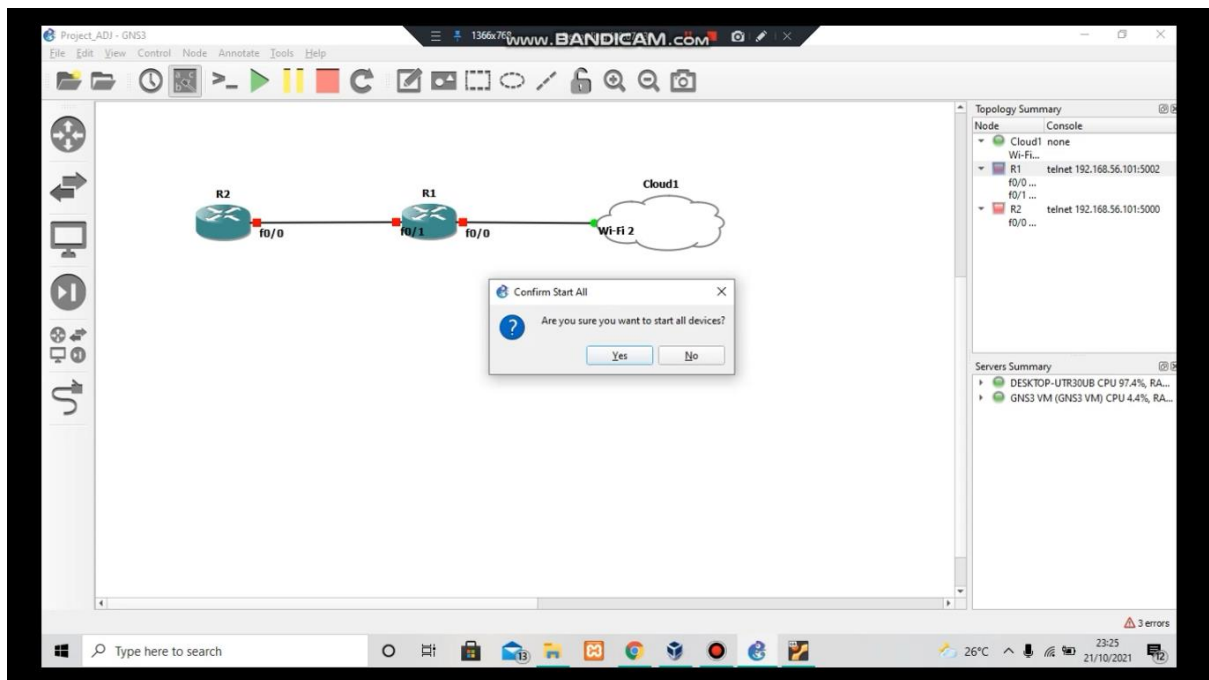 Project_ADJ - GNS3
1366x768
www.BANDICAM.com
File Edit View Control Node Annotate Tools Help
Topology Summary
Node Console
Cloud1 none
Wi-Fi...
R1 telnet 192.168.56.101:5002
f0/0 ...
f0/1 ...
R2 telnet 192.168.56.101:5000
f0/0 ...
R2
R1
Cloud1
f0/0
f0/1
f0/0
Wi-Fi 2
Confirm Start All
Are you sure you want to start all devices?
Yes No
Servers Summary
DESKTOP-UTR30UB CPU 97.4%, RA...
GNS3 VM (GNS3 VM) CPU 4.4%, RA...
3 errors
Type here to search
13
26°C
23:25
21/10/2021
12